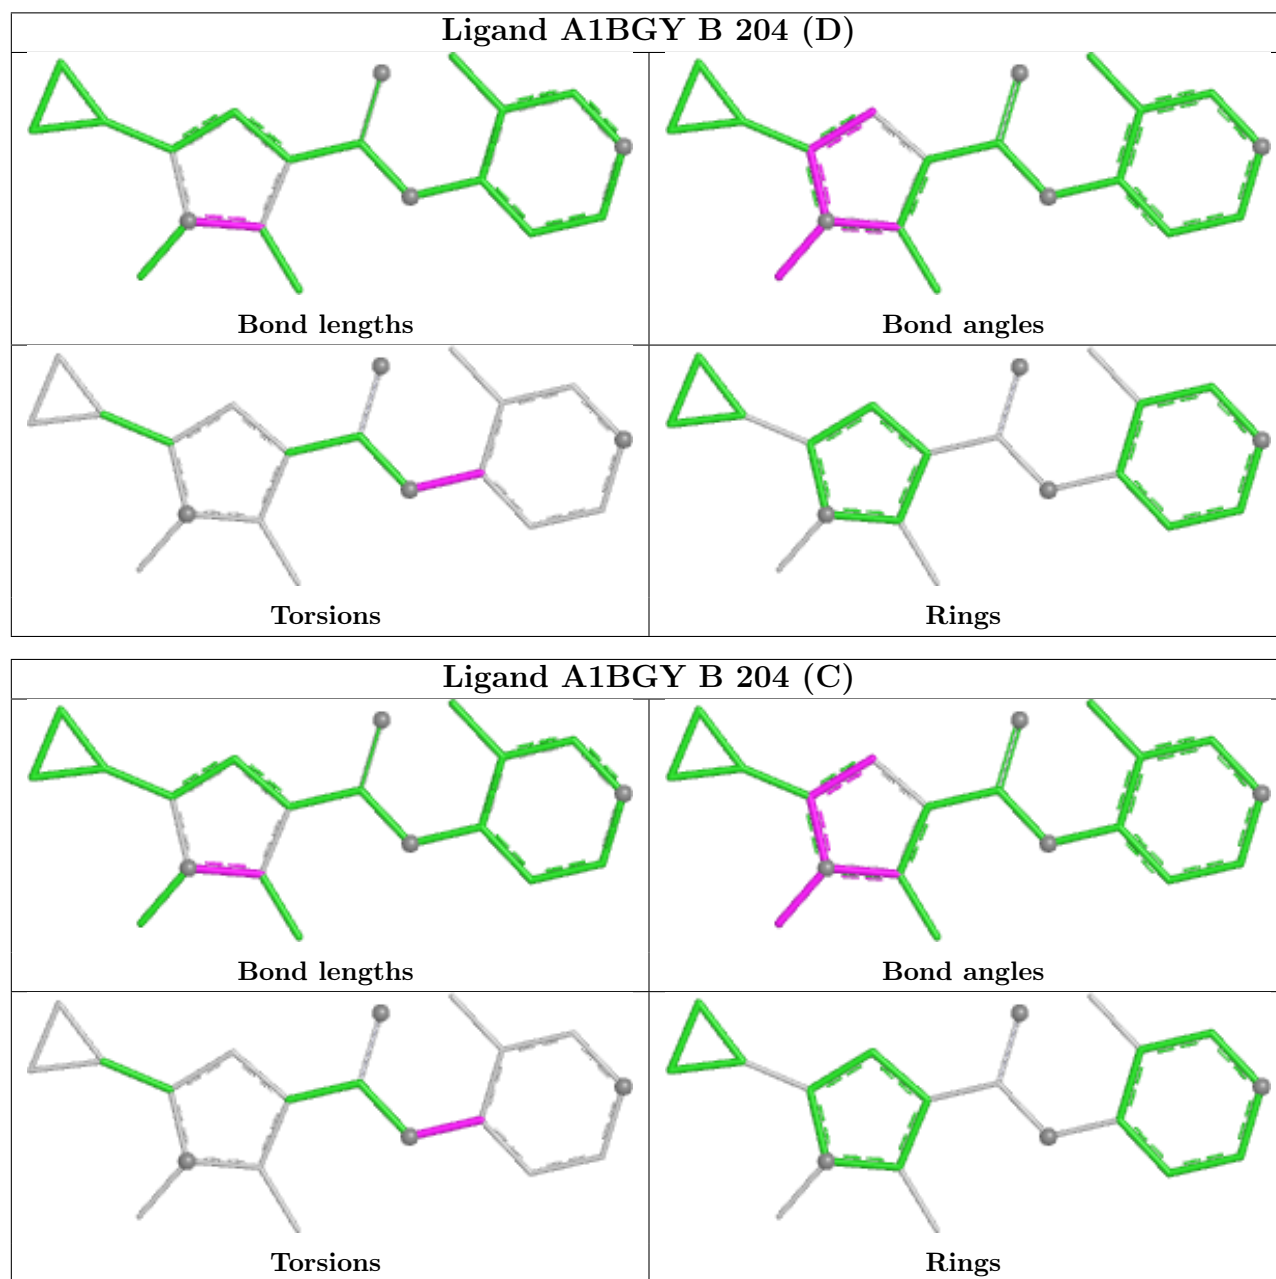 Ligand A1BGY B 204 (D)
Bond lengths
Bond angles
Torsions
Rings
Ligand A1BGY B 204 (C)
Bond lengths
Bond angles
Torsions
Rings